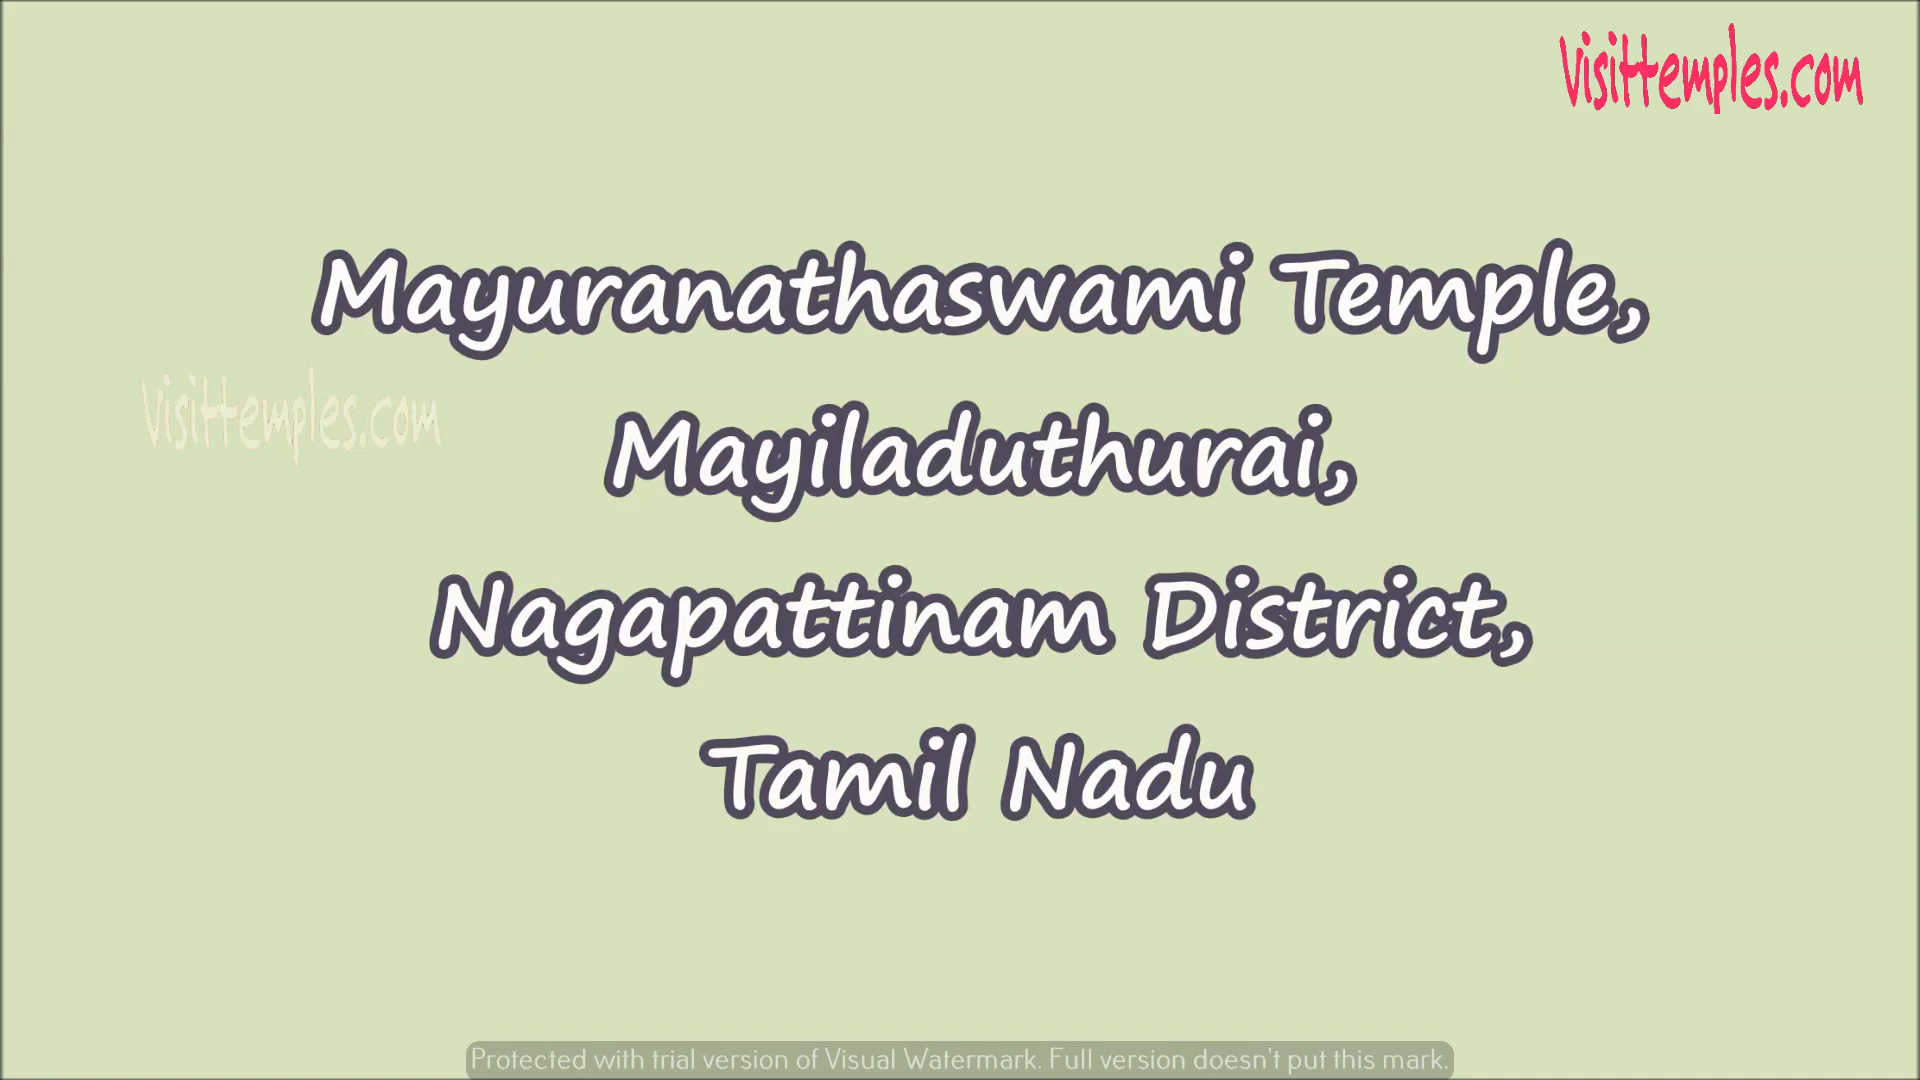 VisitTemples.com
Mayuranathaswami Temple,
VisitTemples.com
Mayiladuthurai,
Nagapattinam District,
Tamil Nadu
Protected with trial version of Visual Watermark. Full version doesn't put this mark.